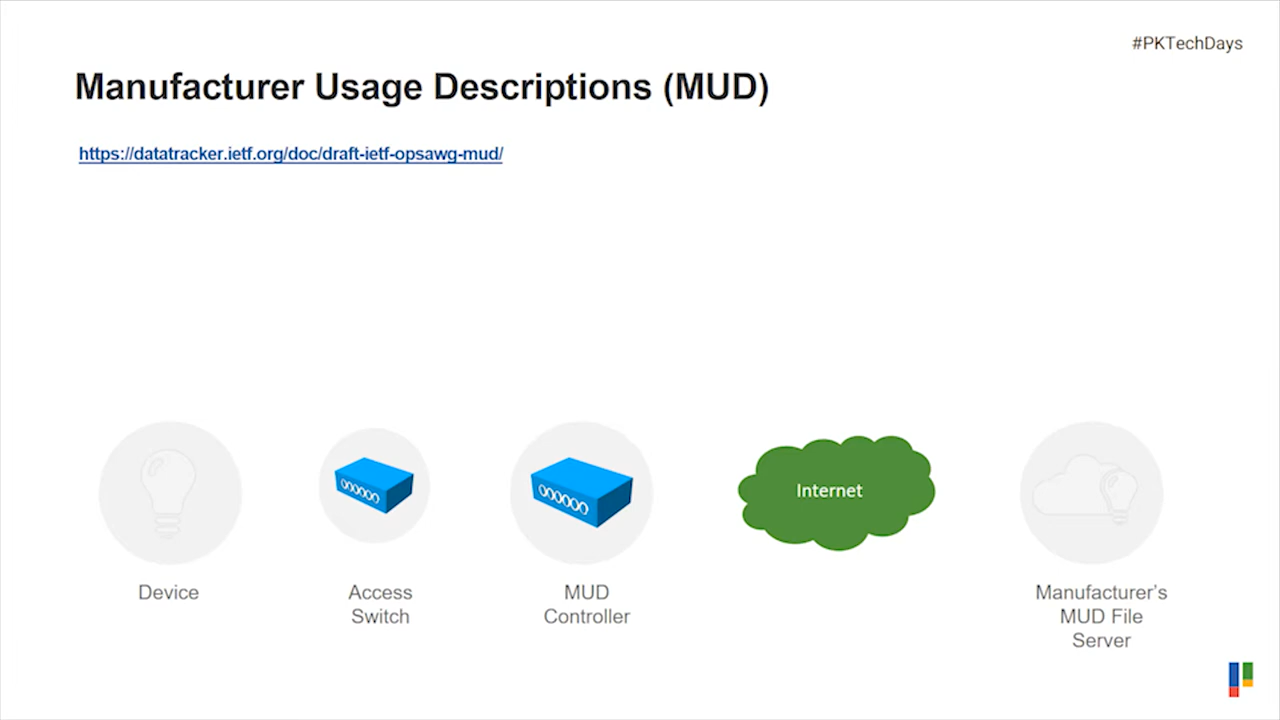 #PKTechDays
Manufacturer Usage Descriptions (MUD)
https://datatracker.ietf.org/doc/draft-ietf-opsawg-mud/
Internet
Device
Access
Switch
MUD
Controller
Manufacturer’s
MUD File
Server